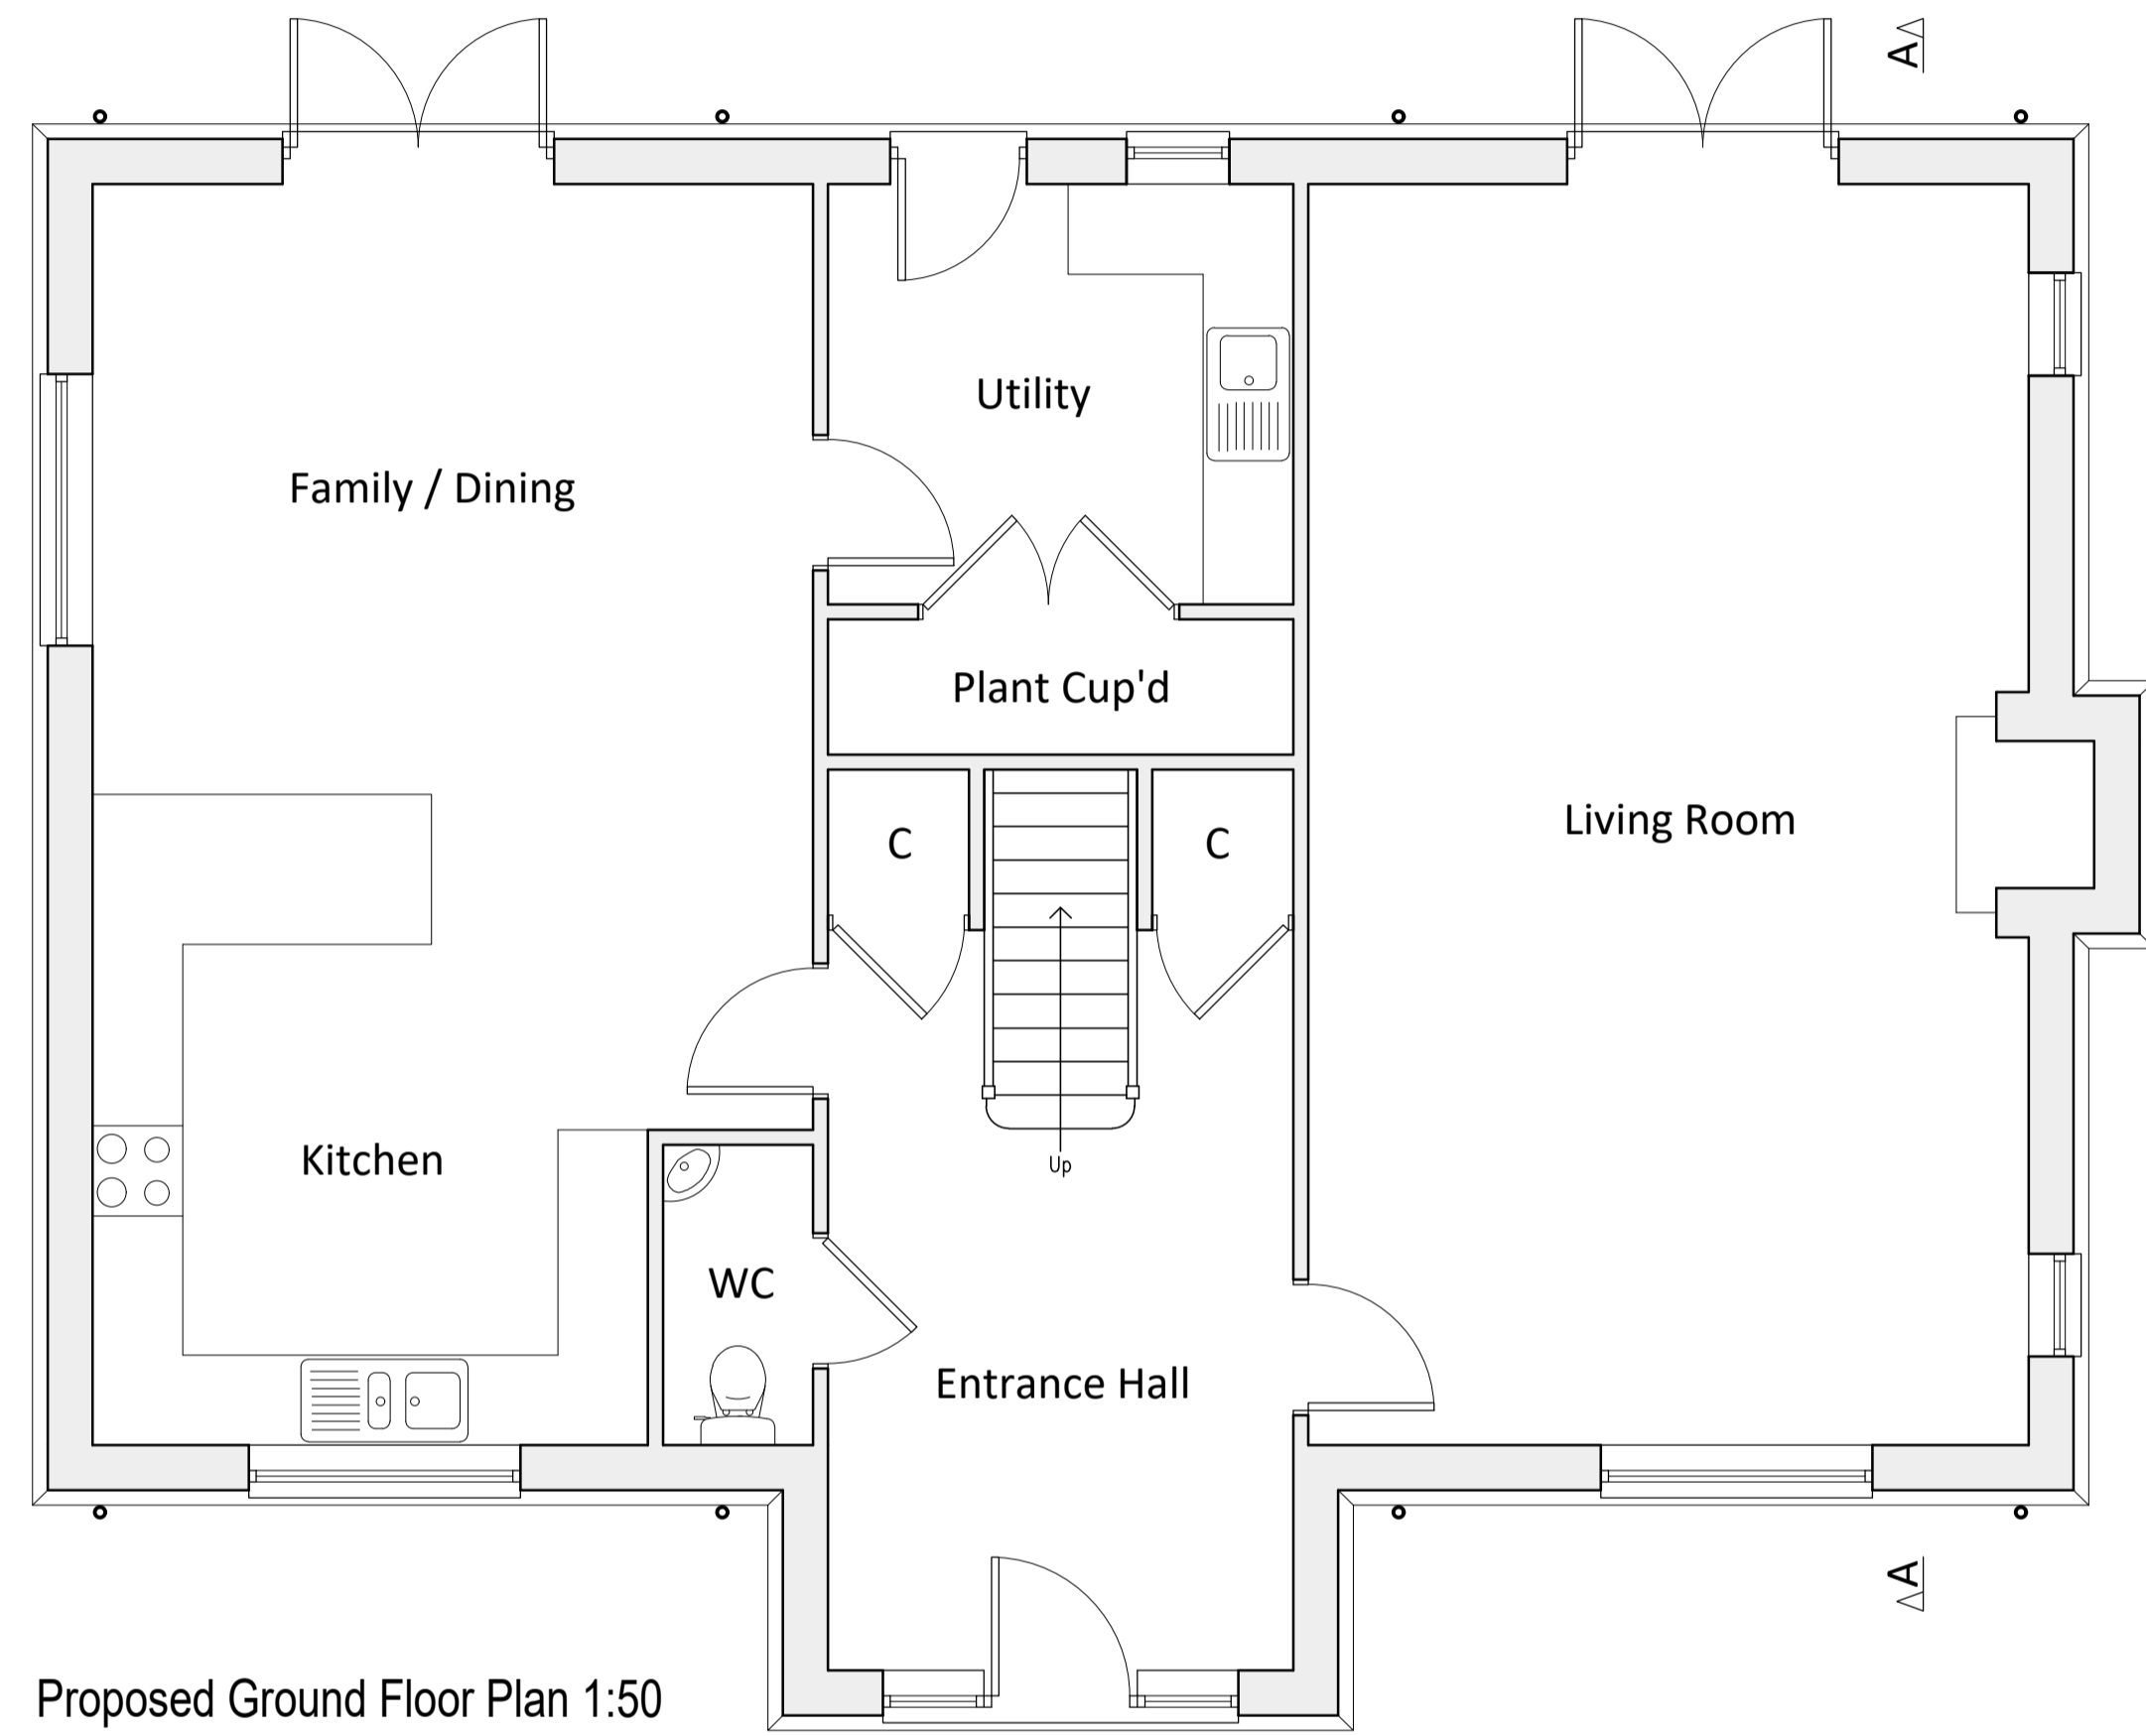 A
Utility
Family / Dining
Plant Cup'd
Living Room
C
C
Kitchen
Up
WC
Entrance Hall
A
Proposed Ground Floor Plan 1:50